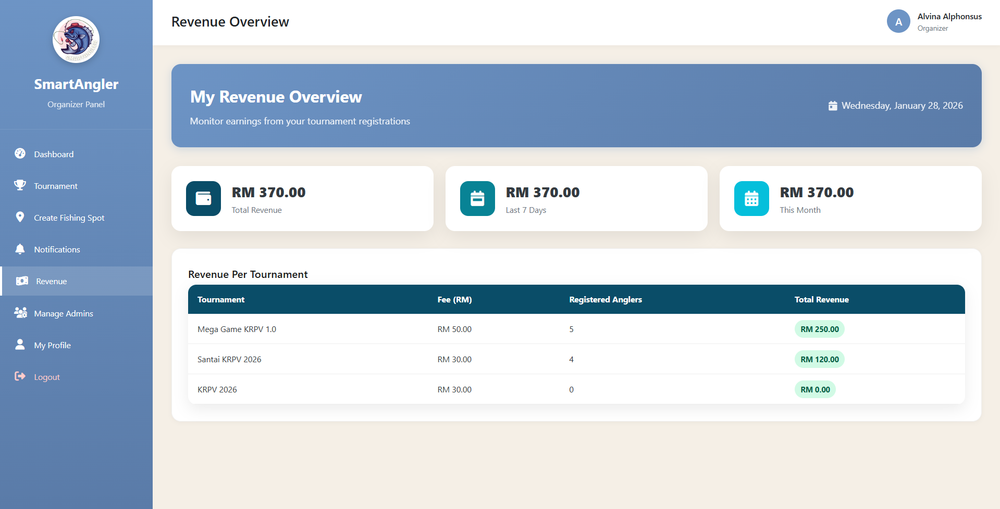 SMARTANGLER
SmartAngler
Organizer Panel
Dashboard
Tournament
Create Fishing Spot
Notifications
Revenue
Manage Admins
My Profile
Logout
Revenue Overview
A
Alvina Alphonsus
Organizer
My Revenue Overview
Monitor earnings from your tournament registrations
Wednesday, January 28, 2026
RM 370.00
Total Revenue
RM 370.00
Last 7 Days
RM 370.00
This Month
Revenue Per Tournament
Tournament Fee (RM) Registered Anglers Total Revenue
Mega Game KRPV 1.0 RM 50.00 5 RM 250.00
Santai KRPV 2026 RM 30.00 4 RM 120.00
KRPV 2026 RM 30.00 0 RM 0.00